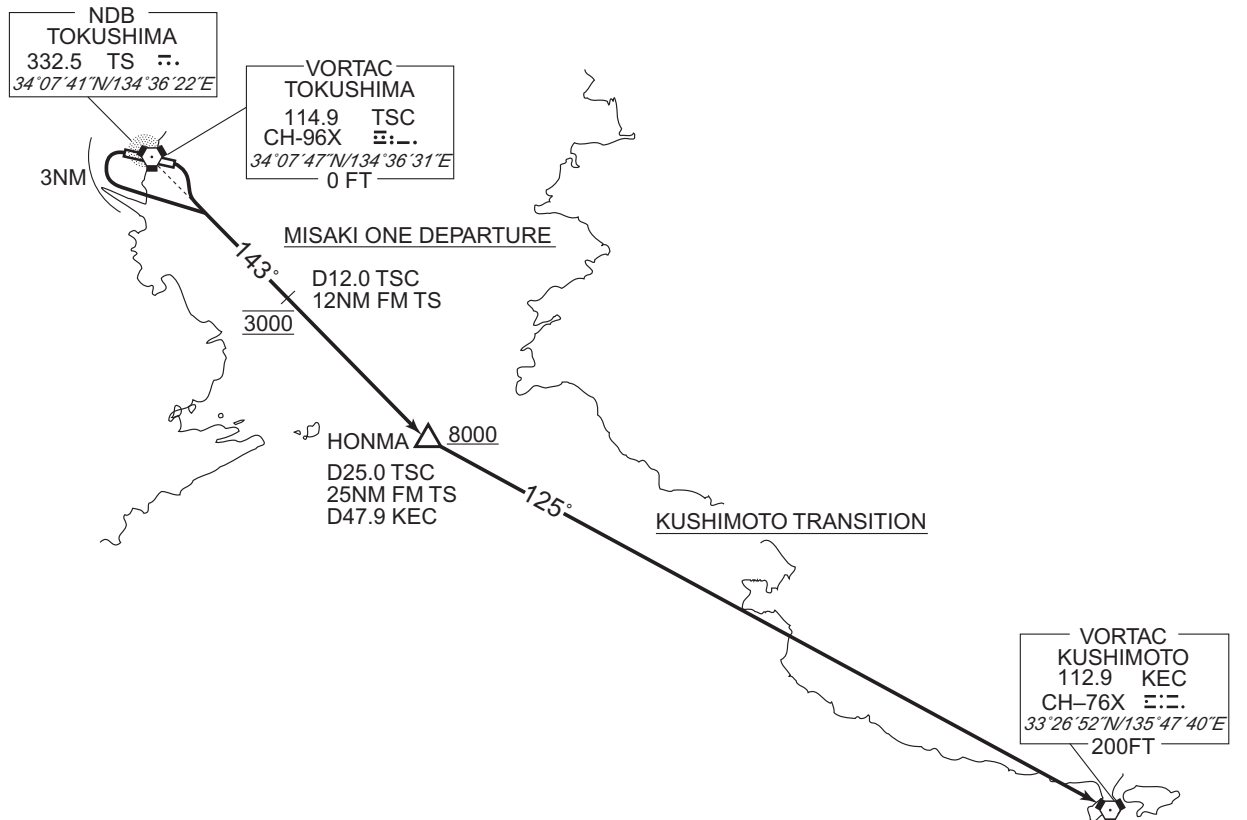 NDB
TOKUSHIMA
332.5 TS
34°07´41˝N/134°36´22˝E
VORTAC
TOKUSHIMA
114.9 TSC
CH-96X
34°07´47˝N/134°36´31˝E
0 FT
3NM
MISAKI ONE DEPARTURE
143°
D12.0 TSC
12NM FM TS
3000
HONMA
8000
D25.0 TSC
25NM FM TS
D47.9 KEC
125°
KUSHIMOTO TRANSITION
VORTAC
KUSHIMOTO
112.9 KEC
CH–76X
33°26´52˝N/135°47´40˝E
200FT